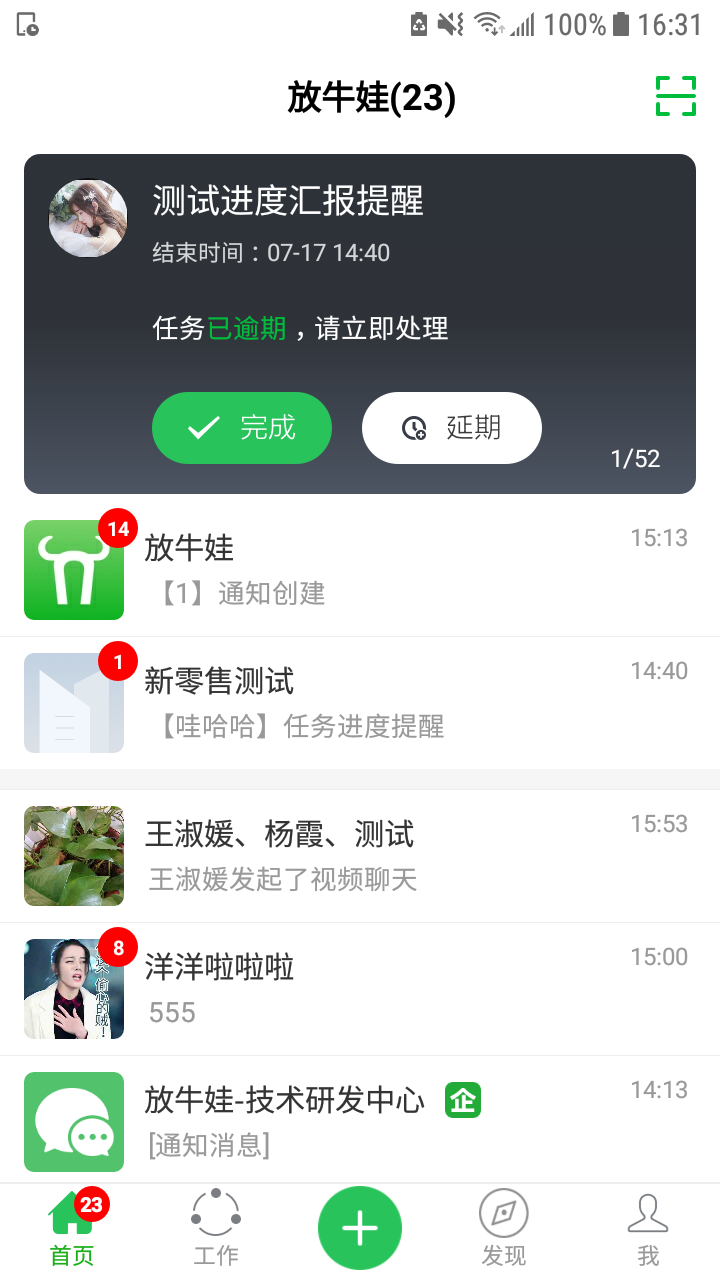 100% 16:31
放牛娃(23)
测试进度汇报提醒
结束时间：07-17 14:40
任务已逾期，请立即处理
完成
延期
1/52
14
放牛娃
15:13
【1】通知创建
1
新零售测试
14:40
【哇哈哈】任务进度提醒
王淑媛、杨霞、测试
15:53
王淑媛发起了视频聊天
8
洋洋啦啦啦
15:00
555
偷心的贼!
放牛娃-技术研发中心 企
14:13
[通知消息]
23
首页
工作
发现
我